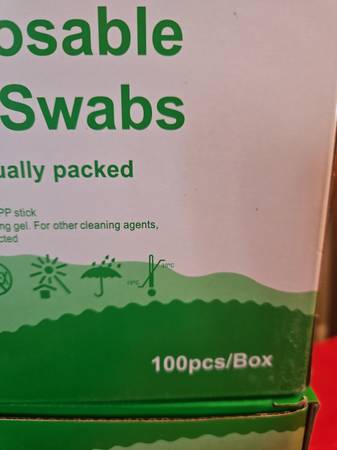 osable
Swabs
ually packed
PP stick
ng gel. For other cleaning agents,
cted
100pcs/Box